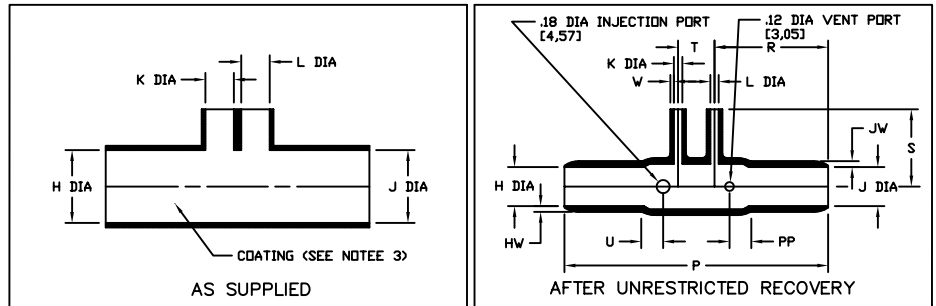 K DIA
L DIA
H DIA
J DIA
COATING (SEE NOTEE 3)
AS SUPPLIED
.18 DIA INJECTION PORT
[4,57]
.12 DIA VENT PORT
[3,05]
T
R
K DIA
W
L DIA
JW
S
H DIA
J DIA
HW
U
PP
P
AFTER UNRESTRICTED RECOVERY